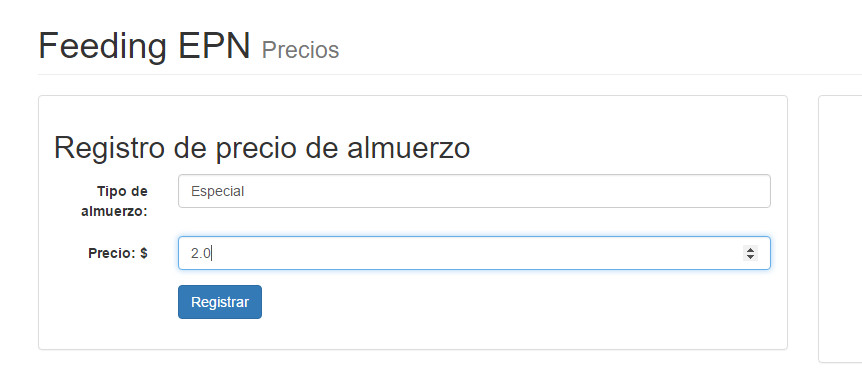 Feeding EPN Precios
Registro de precio de almuerzo
Tipo de
almuerzo:
Especial
Precio: $
2.0
Registrar